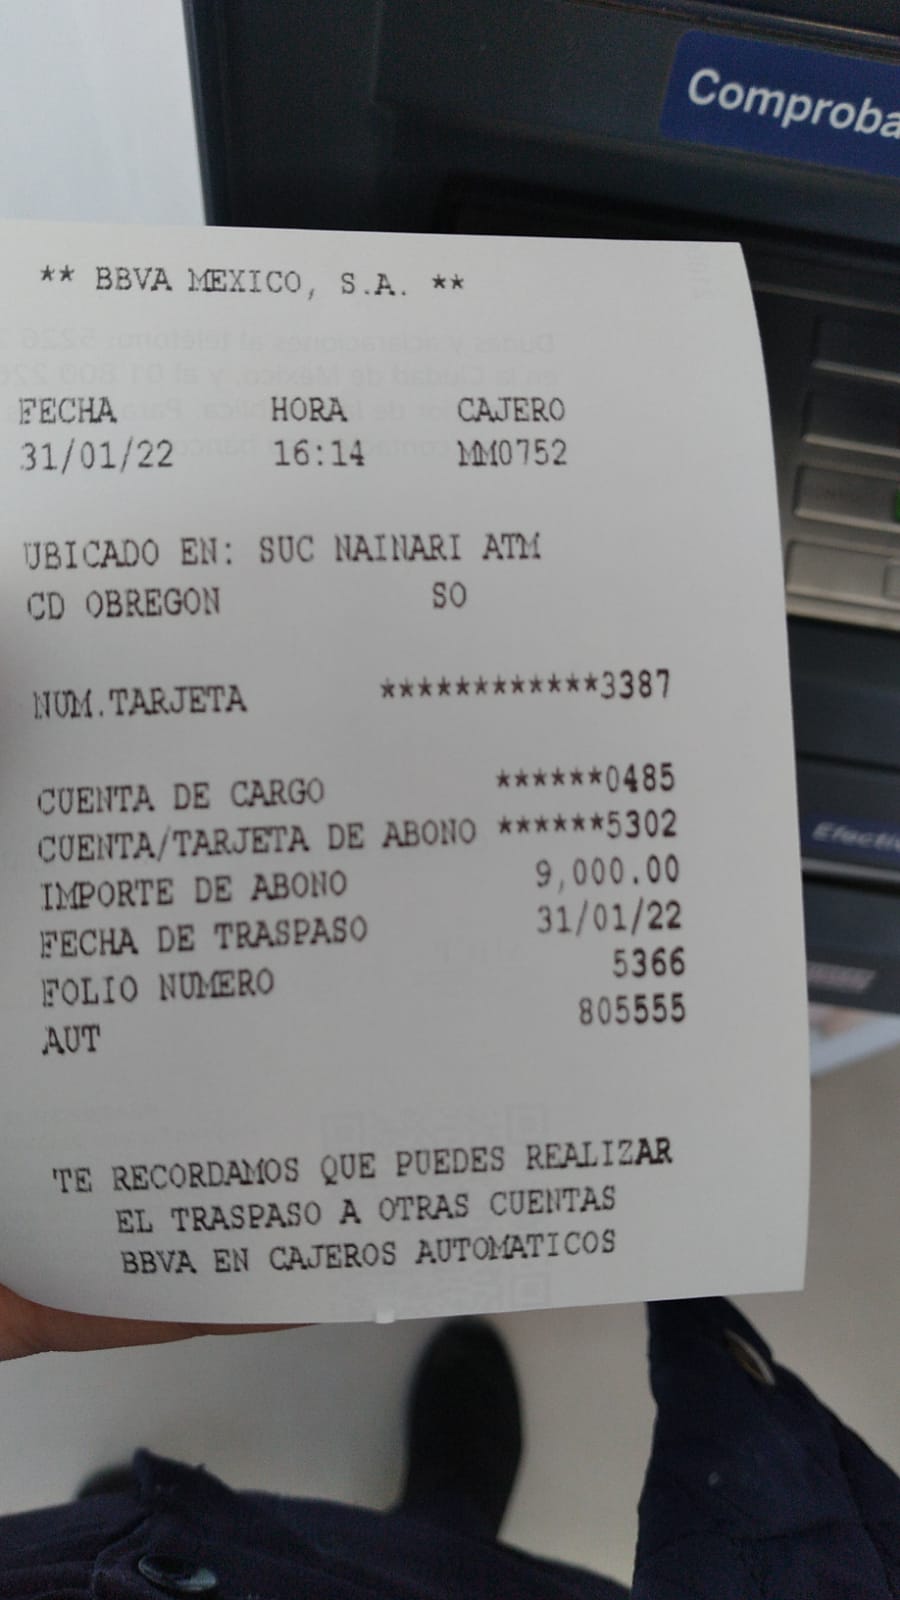 Comproba
** BBVA MEXICO, S.A. **
FECHA HORA CAJERO
31/01/22 16:14 MM0752
UBICADO EN: SUC NAINARI ATM
CD OBREGON SO
NUM.TARJETA ************3387
CUENTA DE CARGO ******0485
CUENTA/TARJETA DE ABONO ******5302
IMPORTE DE ABONO 9,000.00
FECHA DE TRASPASO 31/01/22
FOLIO NUMERO 5366
AUT 805555
TE RECORDAMOS QUE PUEDES REALIZAR
EL TRASPASO A OTRAS CUENTAS
BBVA EN CAJEROS AUTOMATICOS
Efectiv